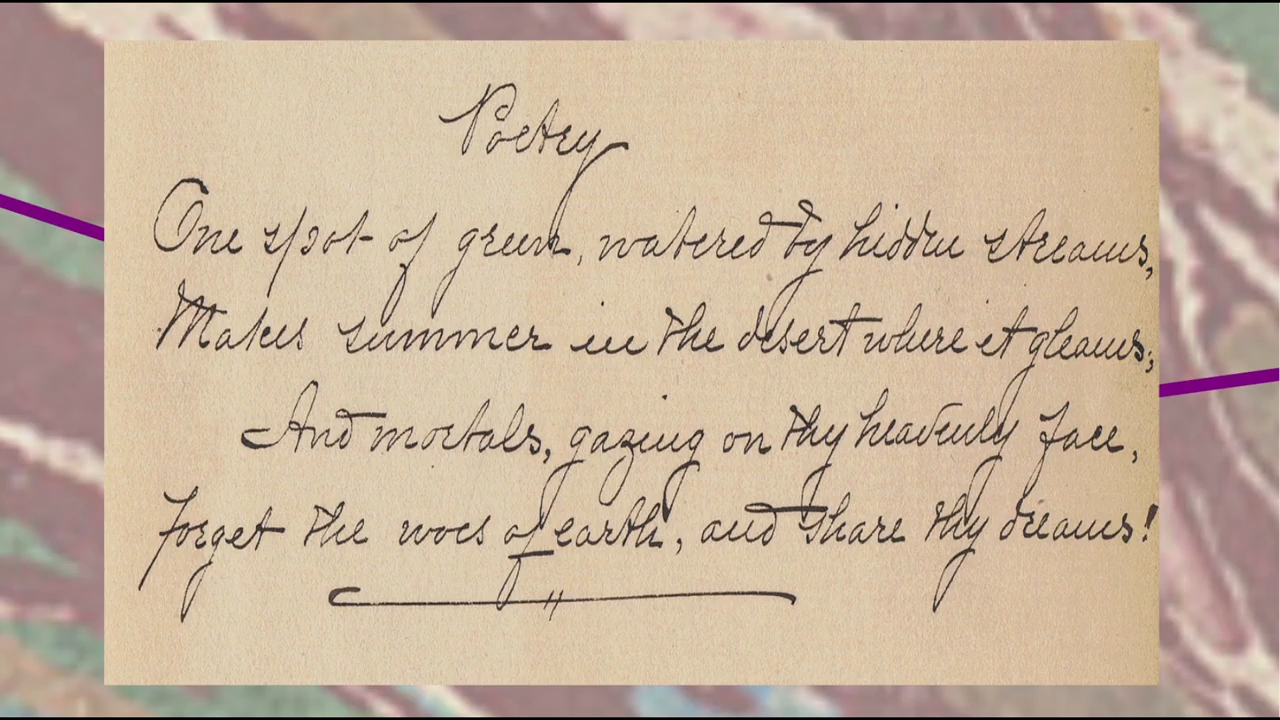 Poetry
One spot of green, watered by hidden streams,
Makes summer in the desert where it gleams;
And mortals, gazing on thy heavenly face,
Forget the woes of earth, and share thy dreams!